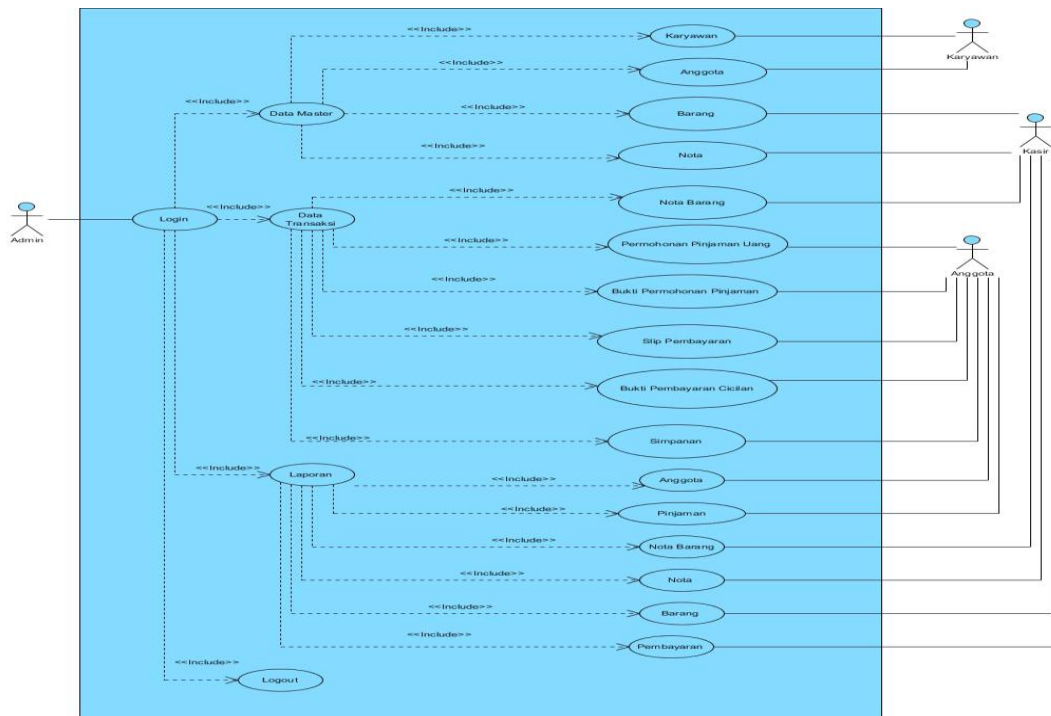 <<Include>>
Karyawan
Karyawan
<<Include>>
Anggota
<<Include>>
Data Master
<<Include>>
Barang
Kasir
<<Include>>
Nota
<<Include>>
Nota Barang
Admin
Login
<<Include>>
Data
Transaksi
<<Include>>
Permohonan Pinjaman Uang
Anggota
<<Include>>
Bukti Permohonan Pinjaman
<<Include>>
Slip Pembayaran
<<Include>>
Bukti Pembayaran Cicilan
<<Include>>
Simpanan
<<Include>>
Laporan
<<Include>>
Anggota
<<Include>>
Pinjaman
<<Include>>
Nota Barang
<<Include>>
Nota
<<Include>>
Barang
<<Include>>
Pembayaran
<<Include>>
Logout